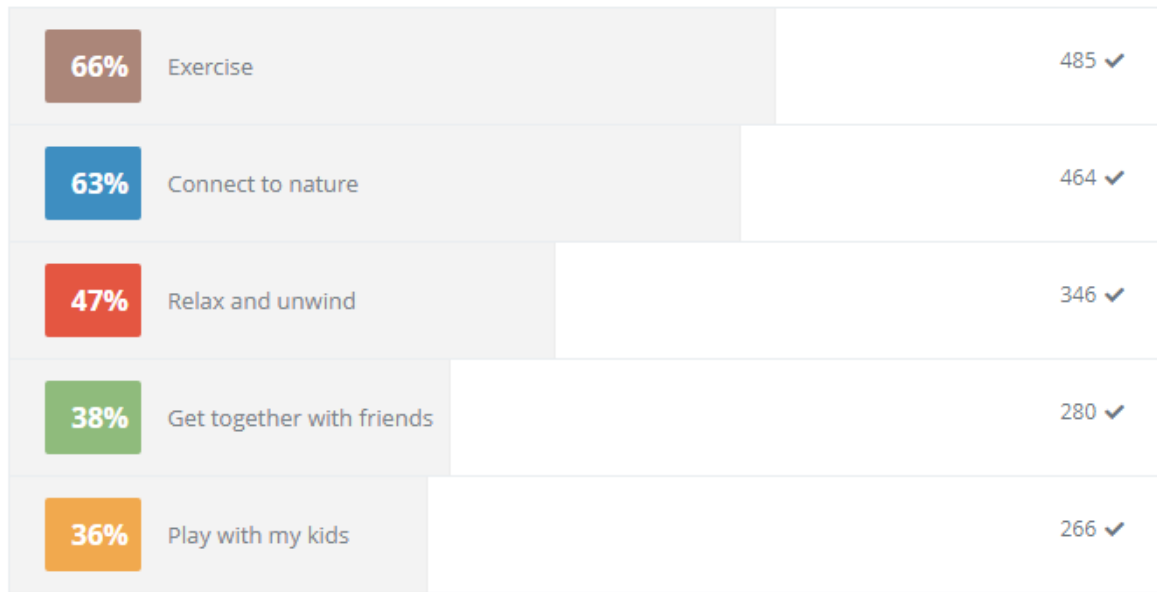 66% Exercise 485 ✔
63% Connect to nature 464 ✔
47% Relax and unwind 346 ✔
38% Get together with friends 280 ✔
36% Play with my kids 266 ✔